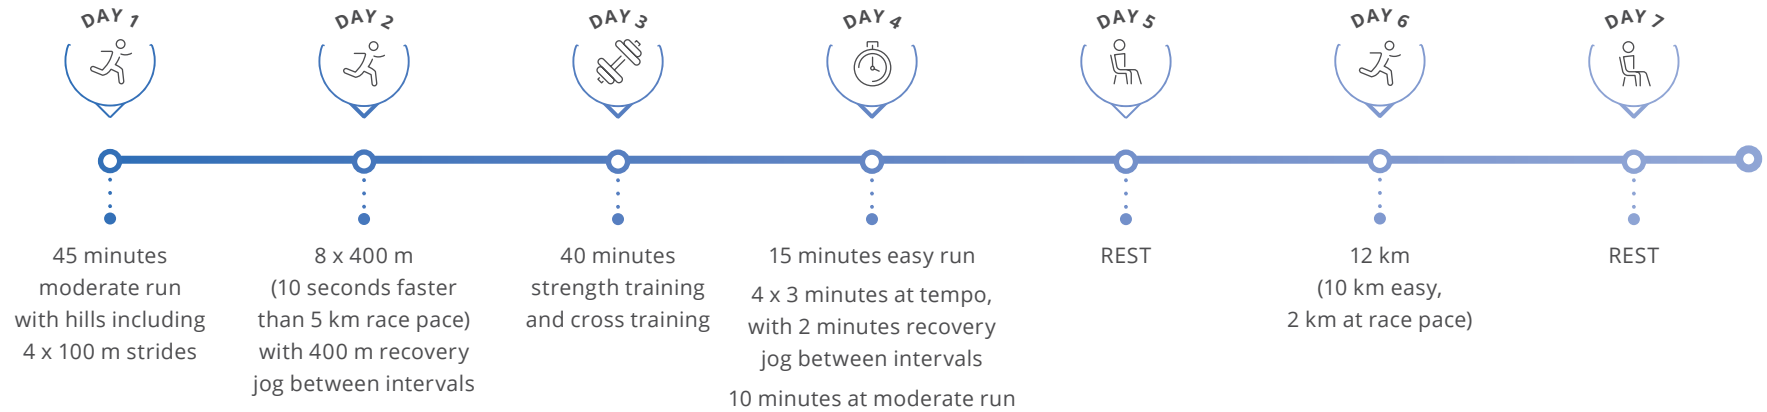 DAY 1
45 minutes
moderate run
with hills including
4 x 100 m strides
DAY 2
8 x 400 m
(10 seconds faster
than 5 km race pace)
with 400 m recovery
jog between intervals
DAY 3
40 minutes
strength training
and cross training
DAY 4
15 minutes easy run
4 x 3 minutes at tempo,
with 2 minutes recovery
jog between intervals
10 minutes at moderate run
DAY 5
REST
DAY 6
12 km
(10 km easy,
2 km at race pace)
DAY 7
REST